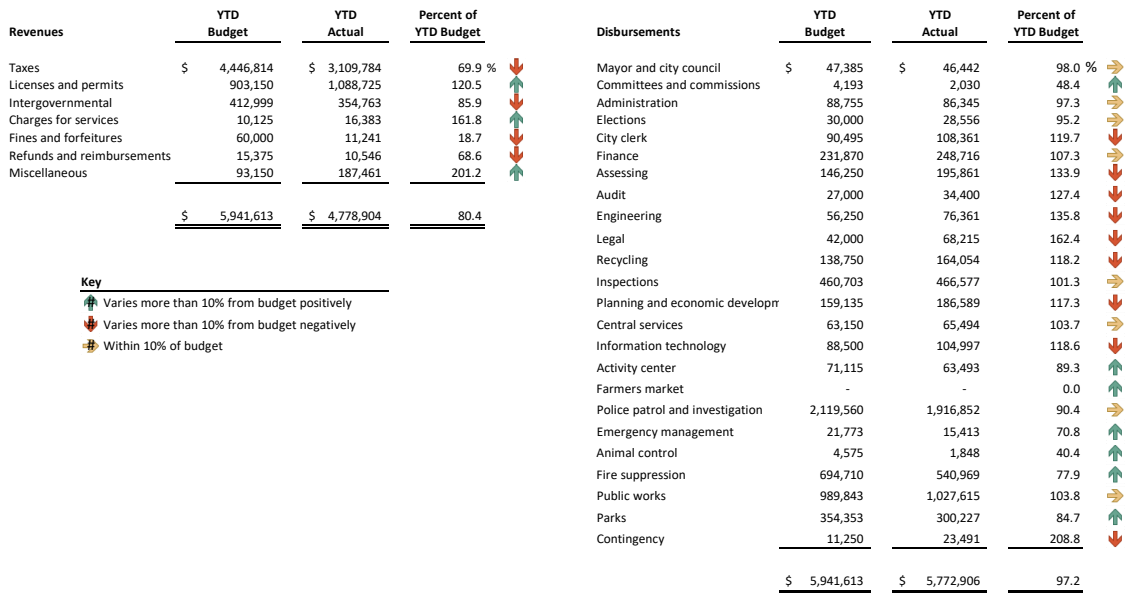 YTD YTD Percent of
Revenues Budget Actual YTD Budget
Taxes $ 4,446,814 $ 3,109,784 69.9 %
Licenses and permits 903,150 1,088,725 120.5
Intergovernmental 412,999 354,763 85.9
Charges for services 10,125 16,383 161.8
Fines and forfeitures 60,000 11,241 18.7
Refunds and reimbursements 15,375 10,546 68.6
Miscellaneous 93,150 187,461 201.2
$ 5,941,613 $ 4,778,904 80.4
Key
# Varies more than 10% from budget positively
# Varies more than 10% from budget negatively
# Within 10% of budget
YTD YTD Percent of
Disbursements Budget Actual YTD Budget
Mayor and city council $ 47,385 $ 46,442 98.0 %
Committees and commissions 4,193 2,030 48.4
Administration 88,755 86,345 97.3
Elections 30,000 28,556 95.2
City clerk 90,495 108,361 119.7
Finance 231,870 248,716 107.3
Assessing 146,250 195,861 133.9
Audit 27,000 34,400 127.4
Engineering 56,250 76,361 135.8
Legal 42,000 68,215 162.4
Recycling 138,750 164,054 118.2
Inspections 460,703 466,577 101.3
Planning and economic developm 159,135 186,589 117.3
Central services 63,150 65,494 103.7
Information technology 88,500 104,997 118.6
Activity center 71,115 63,493 89.3
Farmers market - - 0.0
Police patrol and investigation 2,119,560 1,916,852 90.4
Emergency management 21,773 15,413 70.8
Animal control 4,575 1,848 40.4
Fire suppression 694,710 540,969 77.9
Public works 989,843 1,027,615 103.8
Parks 354,353 300,227 84.7
Contingency 11,250 23,491 208.8
$ 5,941,613 $ 5,772,906 97.2